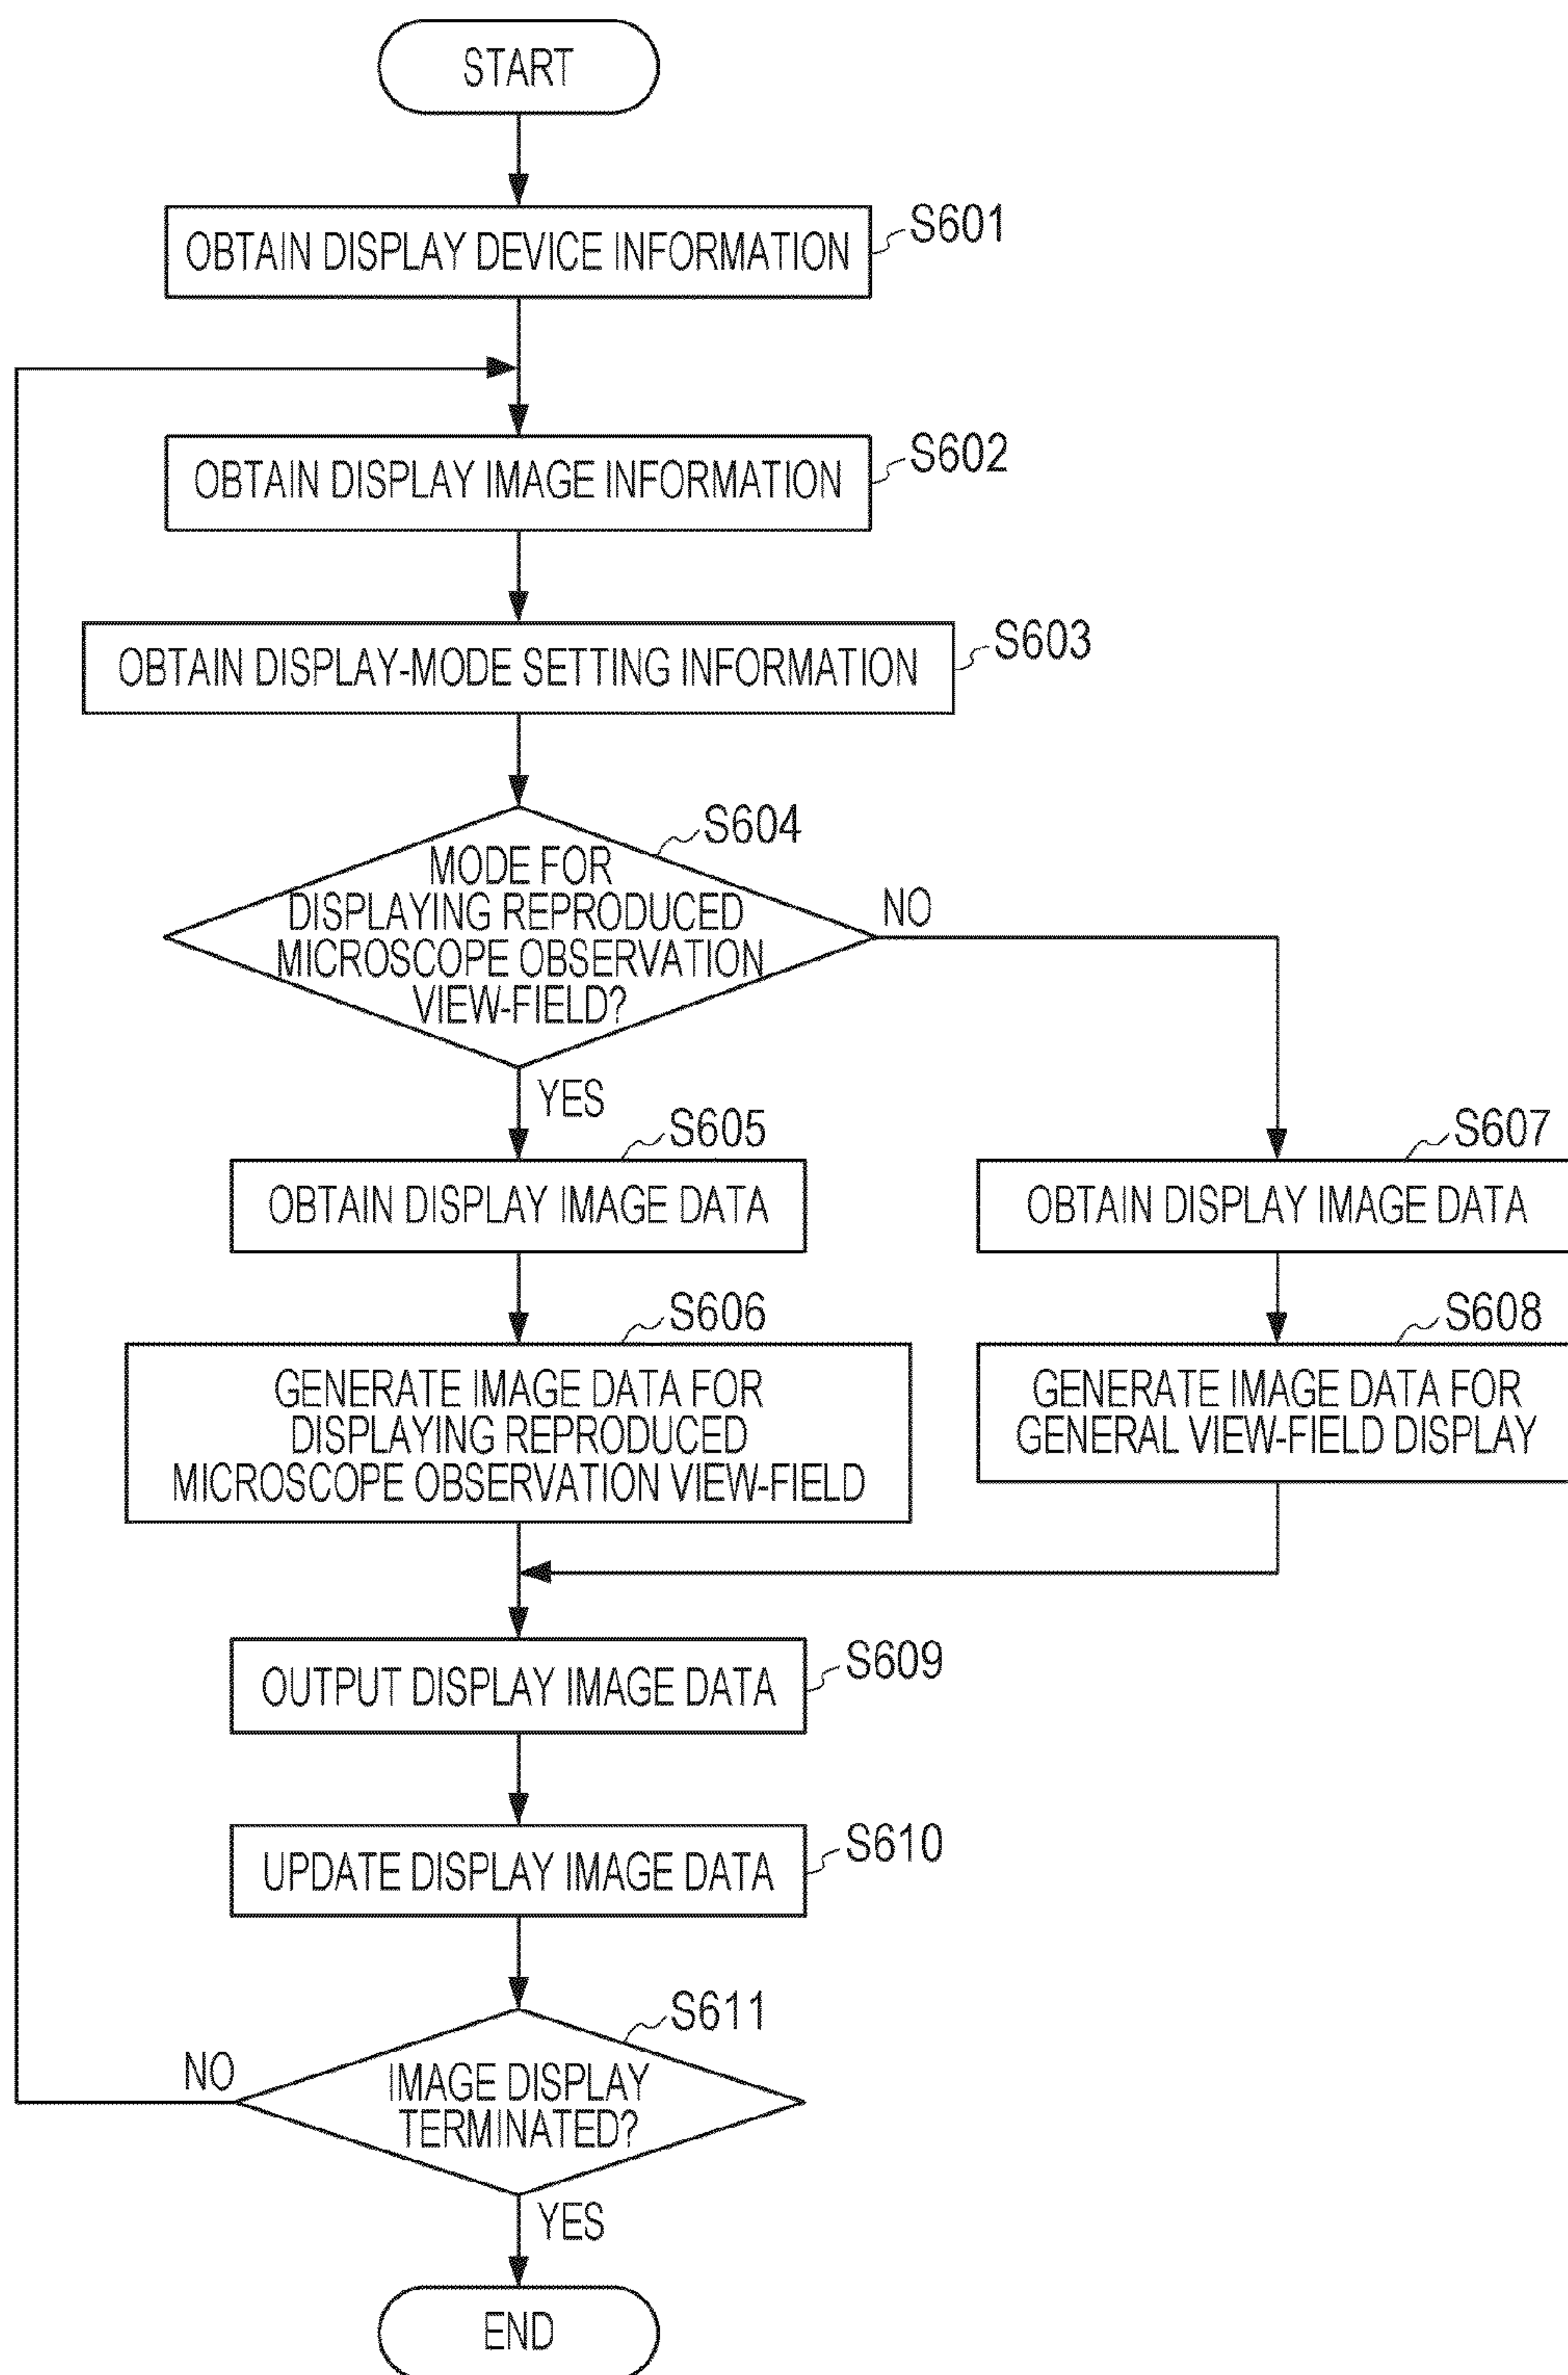 START
OBTAIN DISPLAY DEVICE INFORMATION
S601
OBTAIN DISPLAY IMAGE INFORMATION
S602
OBTAIN DISPLAY-MODE SETTING INFORMATION
S603
S604
MODE FOR
DISPLAYING REPRODUCED
MICROSCOPE OBSERVATION
VIEW-FIELD?
NO
YES
S605
OBTAIN DISPLAY IMAGE DATA
S607
OBTAIN DISPLAY IMAGE DATA
S606
GENERATE IMAGE DATA FOR
DISPLAYING REPRODUCED
MICROSCOPE OBSERVATION VIEW-FIELD
S608
GENERATE IMAGE DATA FOR
GENERAL VIEW-FIELD DISPLAY
OUTPUT DISPLAY IMAGE DATA
S609
UPDATE DISPLAY IMAGE DATA
S610
S611
NO
IMAGE DISPLAY
TERMINATED?
YES
END